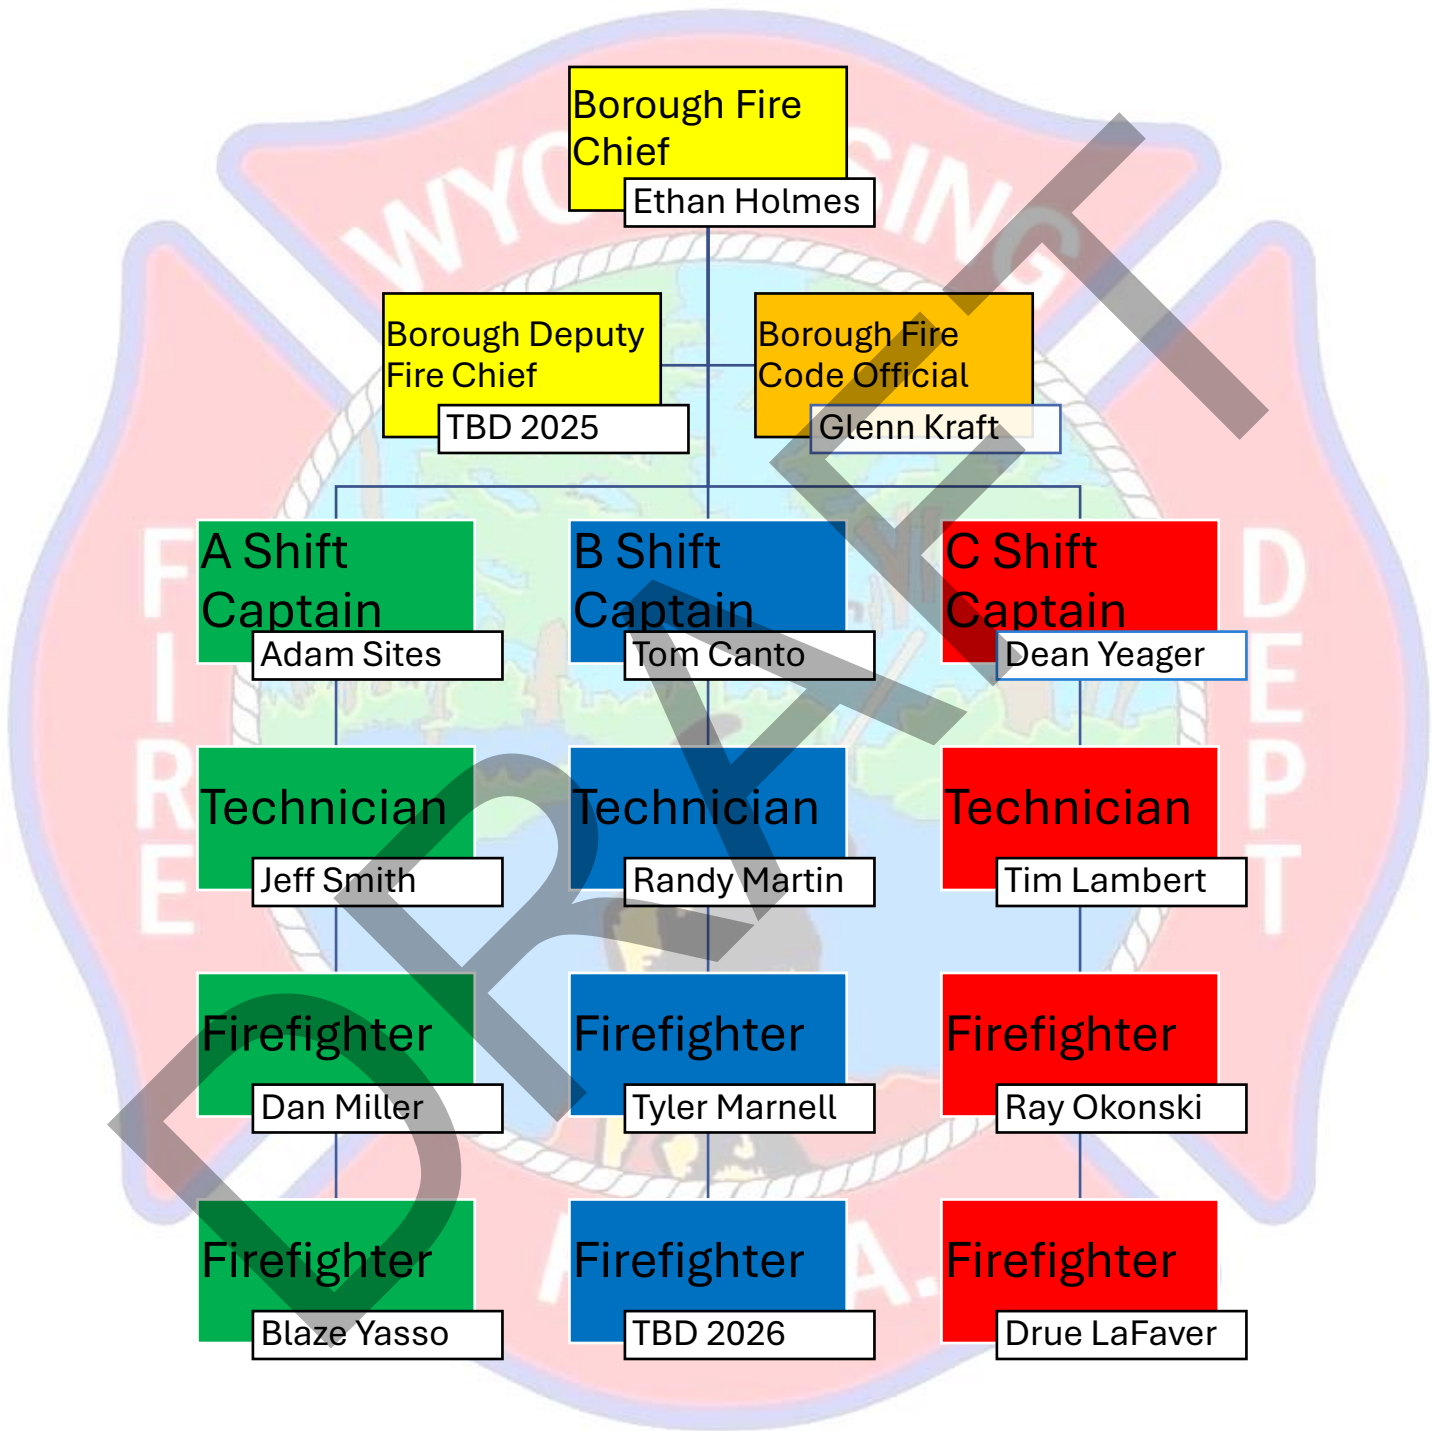 Borough Fire
Chief
Ethan Holmes
Borough Deputy
Fire Chief
TBD 2025
Borough Fire
Code Official
Glenn Kraft
A Shift
Captain
Adam Sites
B Shift
Captain
Tom Canto
C Shift
Captain
Dean Yeager
Technician
Jeff Smith
Technician
Randy Martin
Technician
Tim Lambert
Firefighter
Dan Miller
Firefighter
Tyler Marnell
Firefighter
Ray Okonski
Firefighter
Blaze Yasso
Firefighter
TBD 2026
Firefighter
Drue LaFaver
DRAFT
FIRE
DEPT